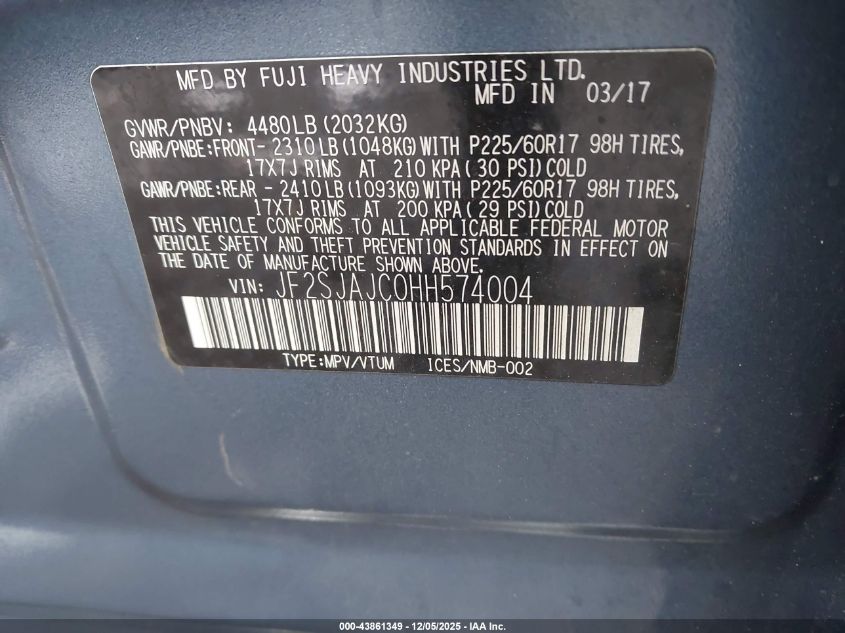 MFD BY FUJI HEAVY INDUSTRIES LTD.
MFD IN 03/17
GVWR/PNBV: 4480LB(2032KG)
GAWR/PNBE:FRONT- 2310LB(1048KG)WITH P225/60R17 98H TIRES,
17X7J RIMS AT 210 KPA(30 PSI)COLD
GAWR/PNBE:REAR - 2410LB(1093KG)WITH P225/60R17 98H TIRES,
17X7J RIMS AT 200 KPA(29 PSI)COLD
THIS VEHICLE CONFORMS TO ALL APPLICABLE FEDERAL MOTOR
VEHICLE SAFETY AND THEFT PREVENTION STANDARDS IN EFFECT ON
THE DATE OF MANUFACTURE SHOWN ABOVE.
VIN: JF2SJAJC0HH574004
TYPE:MPV/VTUM ICES/NMB-002
000-43861349 - 12/05/2025 - IAA Inc.